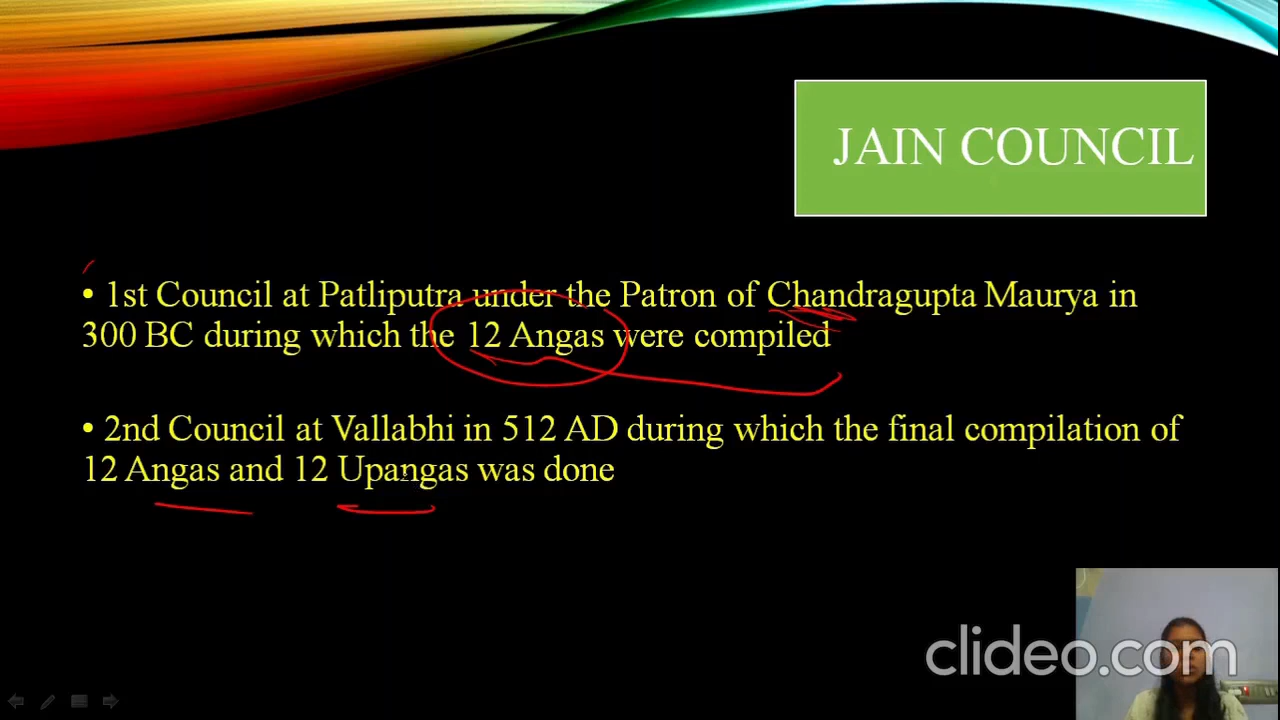 JAIN COUNCIL
• 1st Council at Patliputra under the Patron of Chandragupta Maurya in
300 BC during which the 12 Angas were compiled
• 2nd Council at Vallabhi in 512 AD during which the final compilation of
12 Angas and 12 Upangas was done
clideo.com